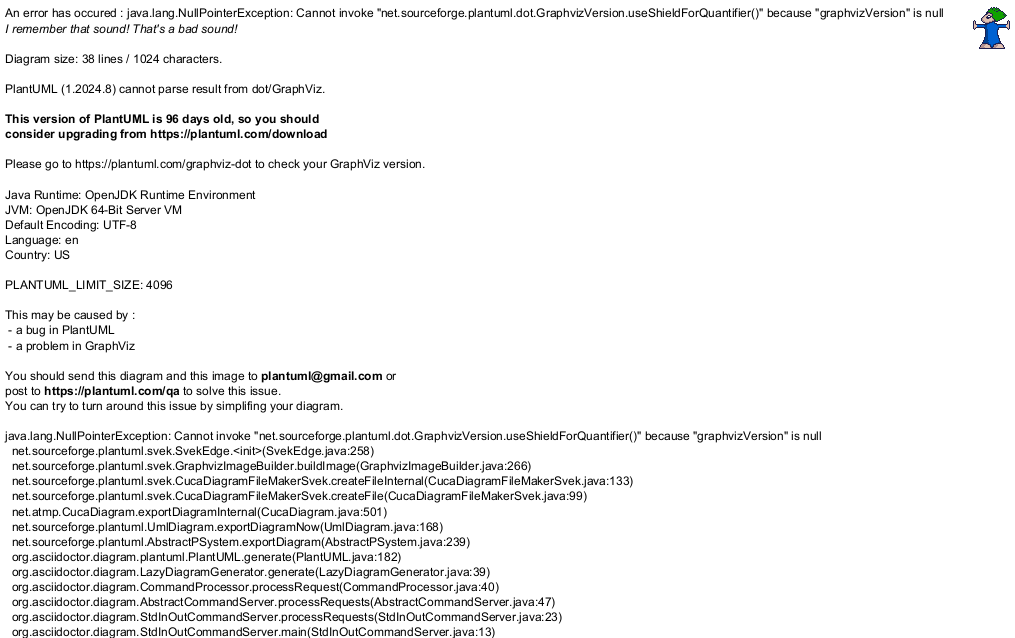 An error has occured : java.lang.NullPointerException: Cannot invoke "net.sourceforge.plantuml.dot.GraphvizVersion.useShieldForQuantifier()" because "graphvizVersion" is null
I remember that sound! That's a bad sound!
Diagram size: 38 lines / 1024 characters.
PlantUML (1.2024.8) cannot parse result from dot/GraphViz.
This version of PlantUML is 96 days old, so you should
consider upgrading from https://plantuml.com/download
Please go to https://plantuml.com/graphviz-dot to check your GraphViz version.
Java Runtime: OpenJDK Runtime Environment
JVM: OpenJDK 64-Bit Server VM
Default Encoding: UTF-8
Language: en
Country: US
PLANTUML_LIMIT_SIZE: 4096
This may be caused by :
- a bug in PlantUML
- a problem in GraphViz
You should send this diagram and this image to plantuml@gmail.com or
post to https://plantuml.com/qa to solve this issue.
You can try to turn around this issue by simplifing your diagram.
java.lang.NullPointerException: Cannot invoke "net.sourceforge.plantuml.dot.GraphvizVersion.useShieldForQuantifier()" because "graphvizVersion" is null
net.sourceforge.plantuml.svek.SvekEdge.<init>(SvekEdge.java:258)
net.sourceforge.plantuml.svek.GraphvizImageBuilder.buildImage(GraphvizImageBuilder.java:266)
net.sourceforge.plantuml.svek.CucaDiagramFileMakerSvek.createFileInternal(CucaDiagramFileMakerSvek.java:133)
net.sourceforge.plantuml.svek.CucaDiagramFileMakerSvek.createFile(CucaDiagramFileMakerSvek.java:99)
net.atmp.CucaDiagram.exportDiagramInternal(CucaDiagram.java:501)
net.sourceforge.plantuml.UmlDiagram.exportDiagramNow(UmlDiagram.java:168)
net.sourceforge.plantuml.AbstractPSystem.exportDiagram(AbstractPSystem.java:239)
org.asciidoctor.diagram.plantuml.PlantUML.generate(PlantUML.java:182)
org.asciidoctor.diagram.LazyDiagramGenerator.generate(LazyDiagramGenerator.java:39)
org.asciidoctor.diagram.CommandProcessor.processRequest(CommandProcessor.java:40)
org.asciidoctor.diagram.AbstractCommandServer.processRequests(AbstractCommandServer.java:47)
org.asciidoctor.diagram.StdInOutCommandServer.processRequests(StdInOutCommandServer.java:23)
org.asciidoctor.diagram.StdInOutCommandServer.main(StdInOutCommandServer.java:13)